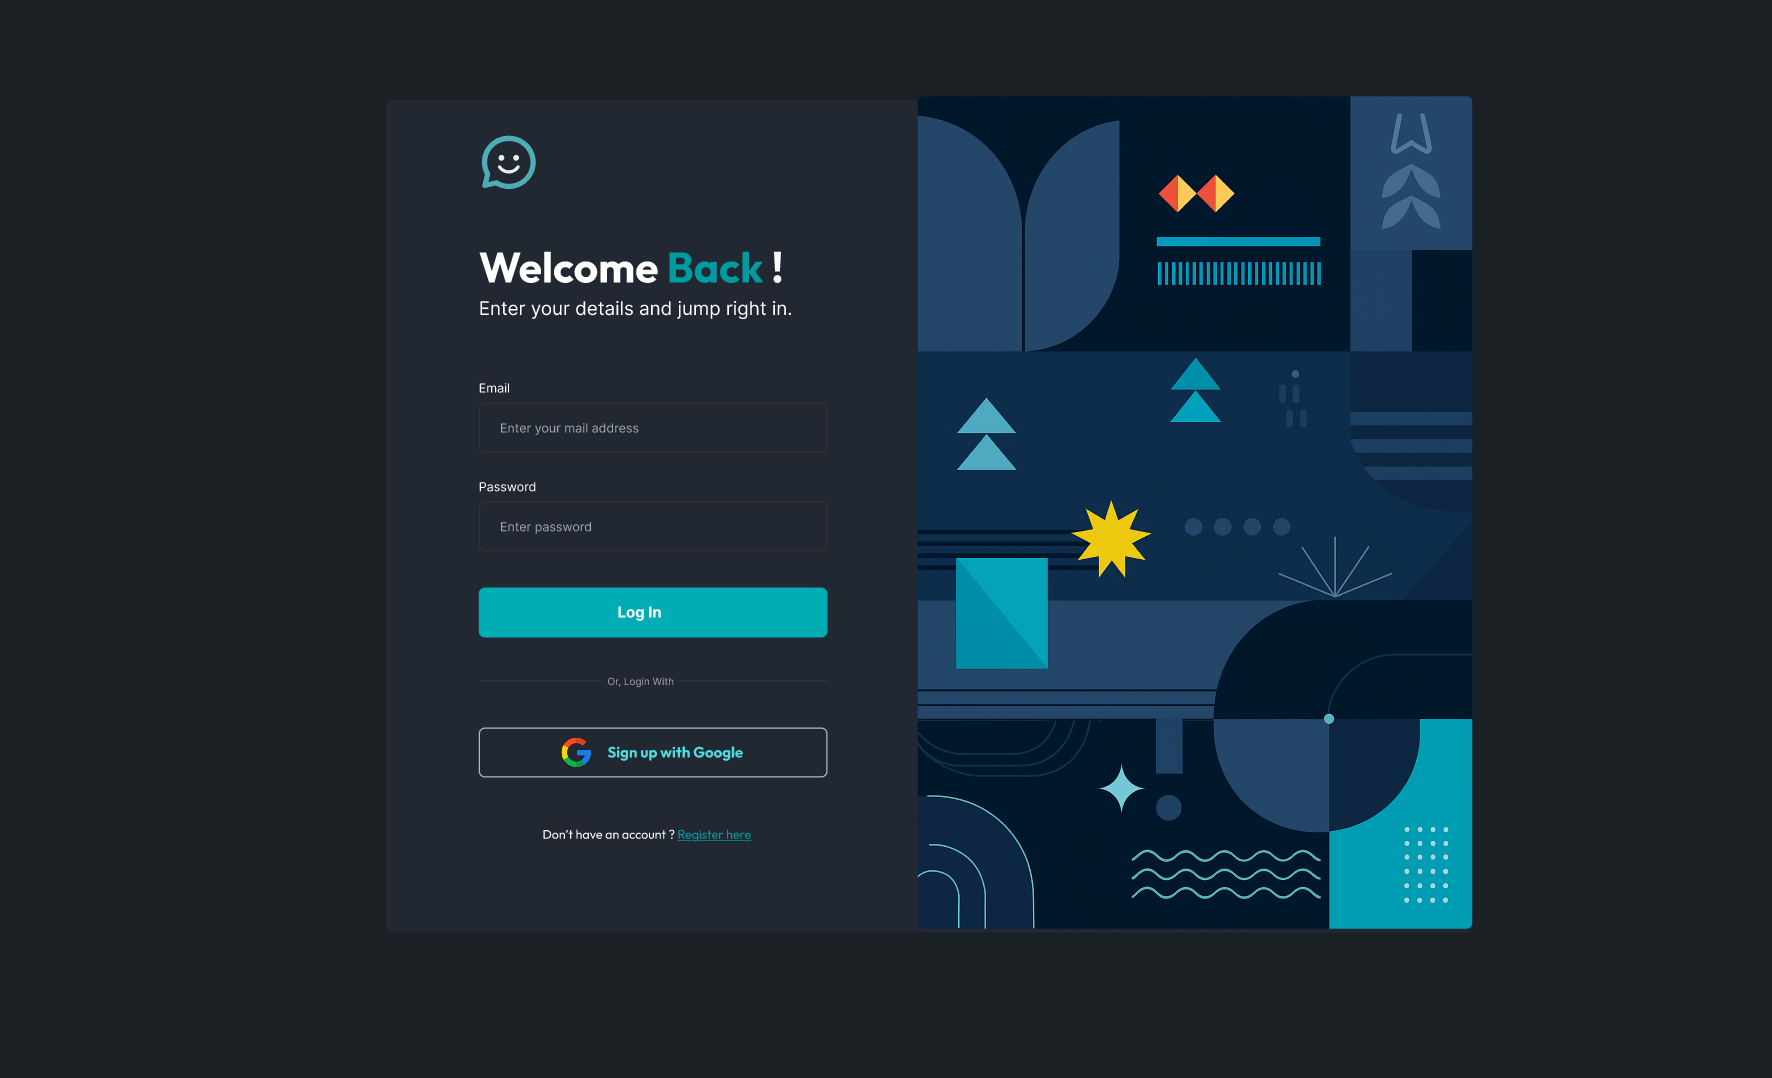 Welcome Back !
Enter your details and jump right in.
Email
Enter your mail address
Password
Enter password
Log In
Or, Login With
Sign up with Google
Don't have an account ? Register here